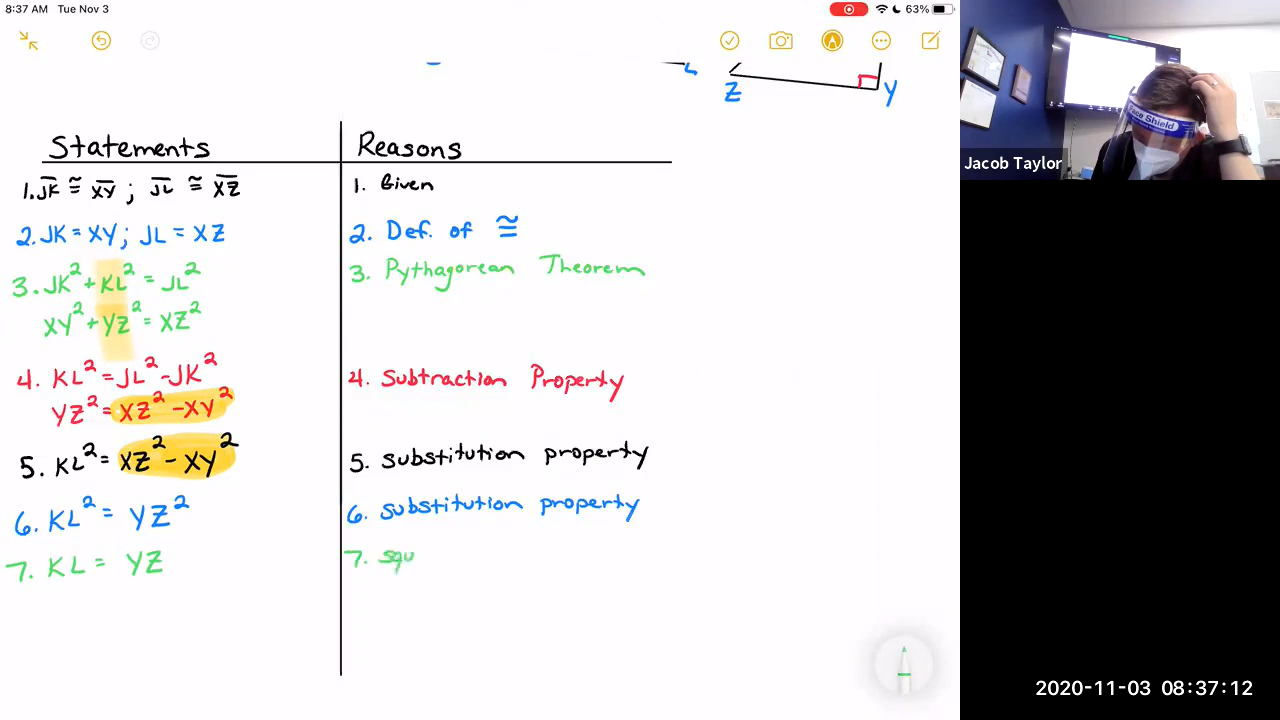 8:37 AM Tue Nov 3
63%
L
Z
Y
Statements
Reasons
1. JK ≅ XY ; JL ≅ XZ
1. Given
2. JK = XY; JL = XZ
2. Def. of ≅
3. JK² + KL² = JL²
3. Pythagorean Theorem
XY² + YZ² = XZ²
4. KL² = JL² - JK²
4. Subtraction Property
YZ² = XZ² - XY²
5. KL² = XZ² - XY²
5. substitution property
6. KL² = YZ²
6. substitution property
7. KL = YZ
7. squ
Face Shield
Jacob Taylor
2020-11-03 08:37:12